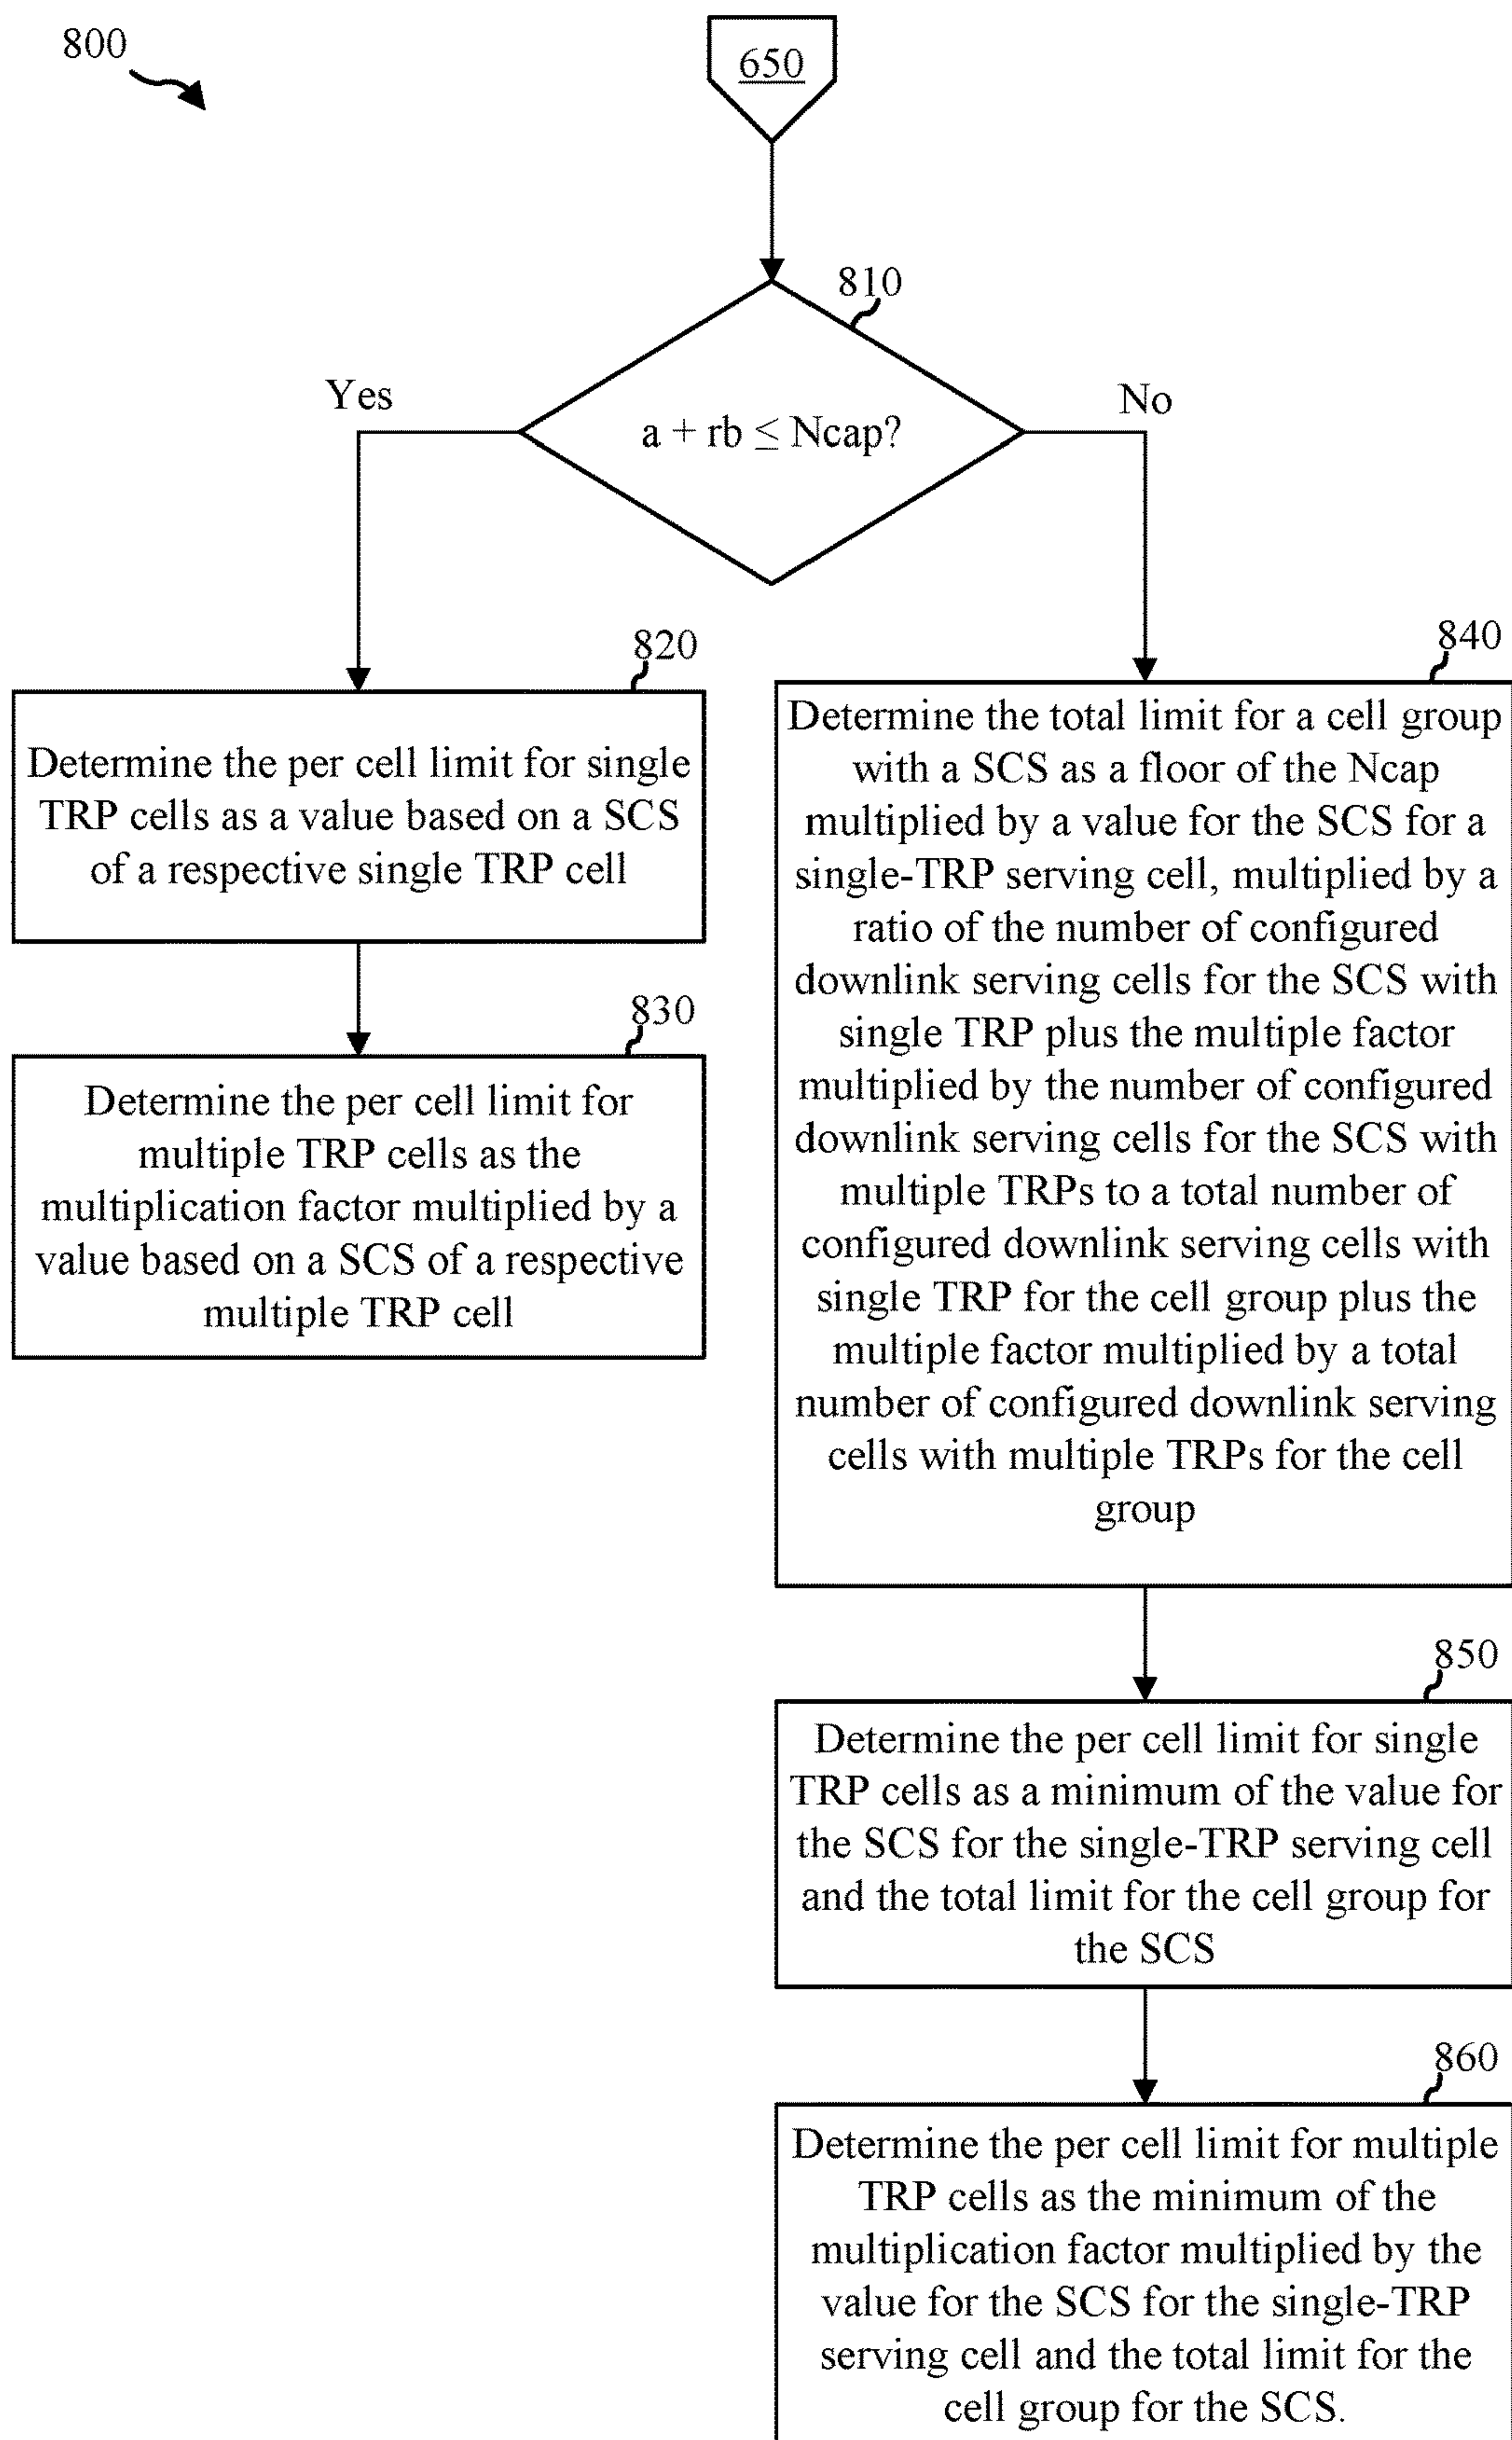 800
650
810
Yes
No
a + rb ≤ Ncap?
820
Determine the per cell limit for single
TRP cells as a value based on a SCS
of a respective single TRP cell
830
Determine the per cell limit for
multiple TRP cells as the
multiplication factor multiplied by a
value based on a SCS of a respective
multiple TRP cell
840
Determine the total limit for a cell group
with a SCS as a floor of the Ncap
multiplied by a value for the SCS for a
single-TRP serving cell, multiplied by a
ratio of the number of configured
downlink serving cells for the SCS with
single TRP plus the multiple factor
multiplied by the number of configured
downlink serving cells for the SCS with
multiple TRPs to a total number of
configured downlink serving cells with
single TRP for the cell group plus the
multiple factor multiplied by a total
number of configured downlink serving
cells with multiple TRPs for the cell
group
850
Determine the per cell limit for single
TRP cells as a minimum of the value for
the SCS for the single-TRP serving cell
and the total limit for the cell group for
the SCS
860
Determine the per cell limit for multiple
TRP cells as the minimum of the
multiplication factor multiplied by the
value for the SCS for the single-TRP
serving cell and the total limit for the
cell group for the SCS.